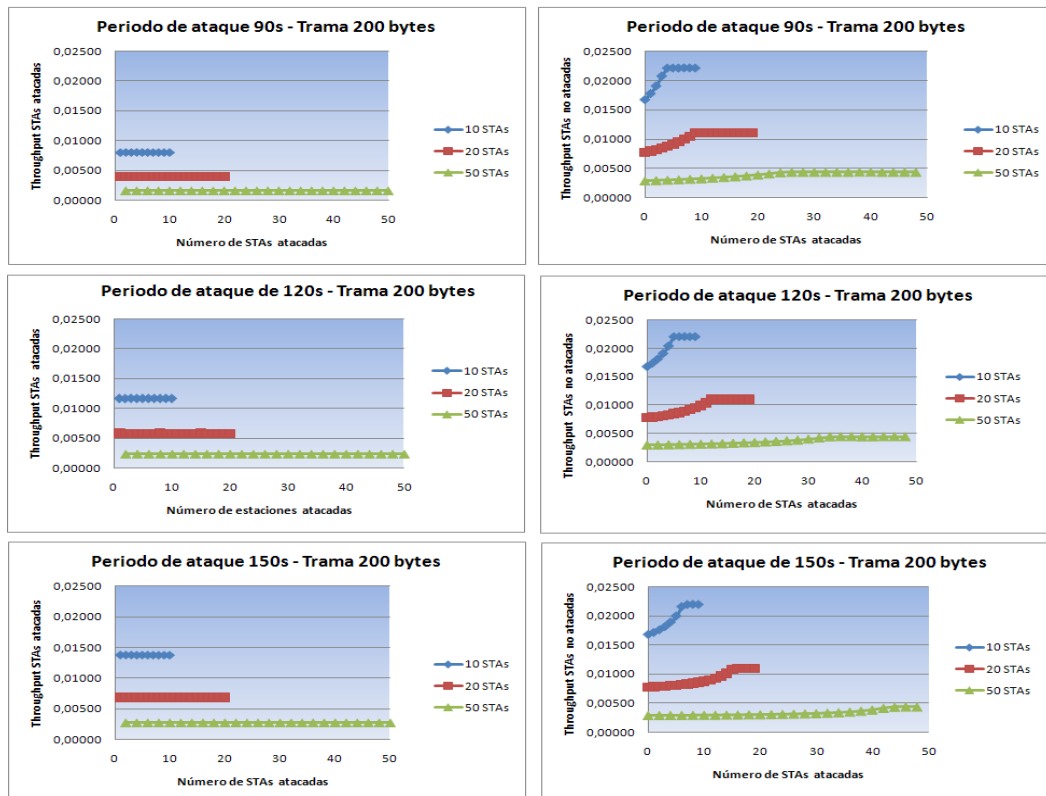 Periodo de ataque 90s - Trama 200 bytes
Throughput STAs atacadas
0,02500
0,02000
0,01500
0,01000
0,00500
0,00000
0 10 20 30 40 50
Número de STAs atacadas
10 STAs
20 STAs
50 STAs
Periodo de ataque 90s - Trama 200 bytes
Throughput STAs no atacadas
0,02500
0,02000
0,01500
0,01000
0,00500
0,00000
0 10 20 30 40 50
Número de STAs atacadas
10 STAs
20 STAs
50 STAs
Periodo de ataque de 120s - Trama 200 bytes
Throughput STAs atacadas
0,02500
0,02000
0,01500
0,01000
0,00500
0,00000
0 10 20 30 40 50
Número de estaciones atacadas
10 STAs
20 STAs
50 STAs
Periodo de ataque 120s - Trama 200 bytes
Throughput STAs no atacadas
0,02500
0,02000
0,01500
0,01000
0,00500
0,00000
0 10 20 30 40 50
Número de STAs atacadas
10 STAs
20 STAs
50 STAs
Periodo de ataque 150s - Trama 200 bytes
Throughput STAs atacadas
0,02500
0,02000
0,01500
0,01000
0,00500
0,00000
0 10 20 30 40 50
Número de STAs atacadas
10 STAs
20 STAs
50 STAs
Periodo de ataque de 150s - Trama 200 bytes
Throughput STAs no atacadas
0,02500
0,02000
0,01500
0,01000
0,00500
0,00000
0 10 20 30 40 50
Número de STAs atacadas
10 STAs
20 STAs
50 STAs